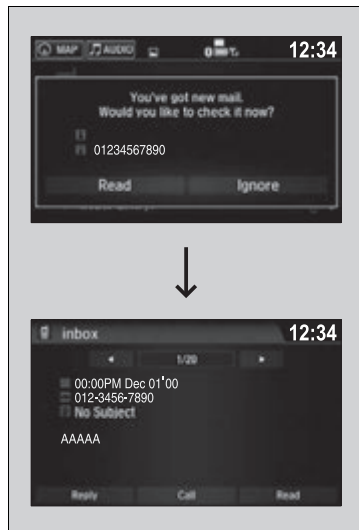 MAP AUDIO 12:34
You've got new mail.
Would you like to check it now?
01234567890
Read Ignore
inbox 12:34
1/20
00:00PM Dec 01'00
012-3456-7890
No Subject
AAAAA
Reply Call Read